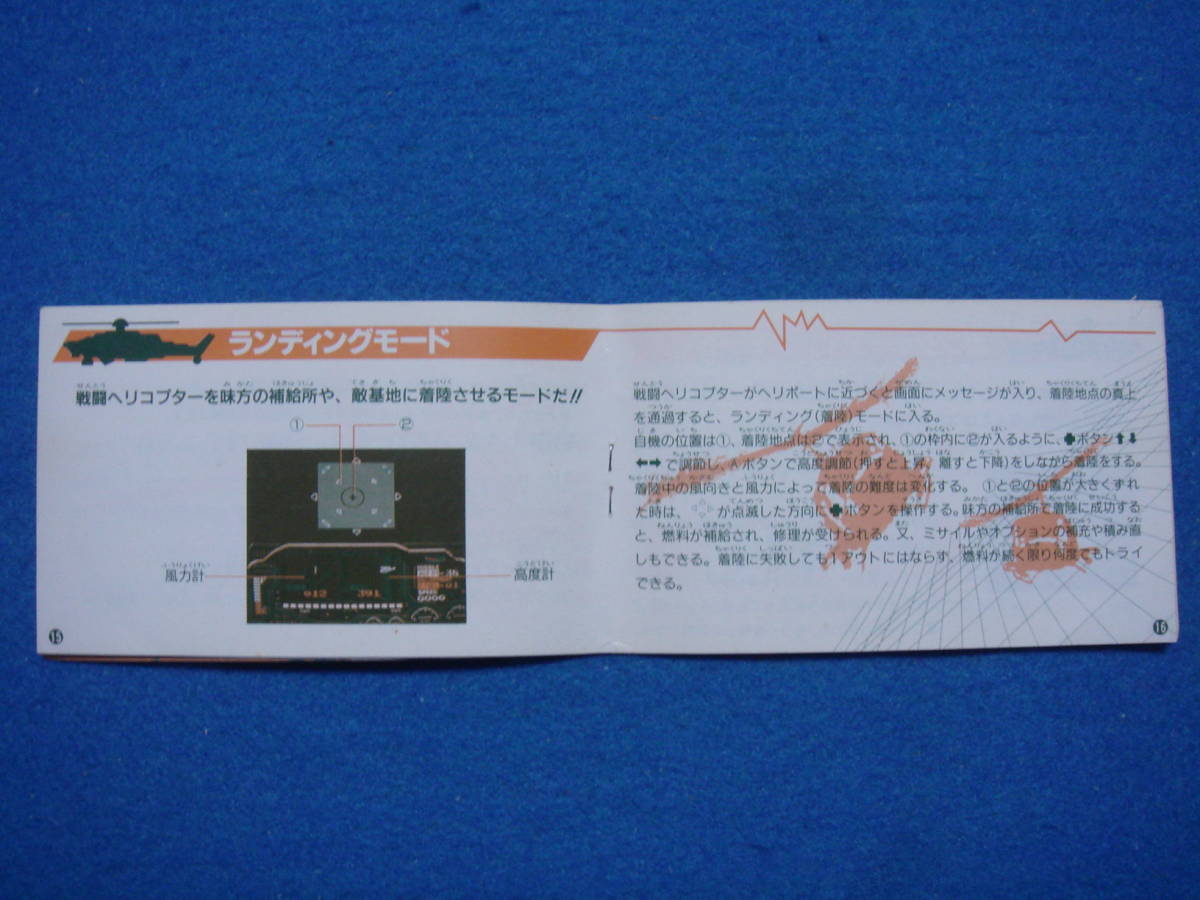 ランディングモード
戦闘ヘリコプターを味方の補給所や、敵基地に着陸させるモードだ!!
① ②
風力計 高度計
012 391
0000
15
戦闘ヘリコプターがヘリポートに近づくと画面にメッセージが入り、着陸地点の真上
を通過すると、ランディング(着陸)モードに入る。
自機の位置は①、着陸地点は②で表示され、①の枠内に②が入るように、✚ボタン⬆⬇
⬅➡で調節し、Aボタンで高度調節(押すと上昇、離すと下降)をしながら着陸をする。
着陸中の風向きと風力によって着陸の難度は変化する。①と②の位置が大きくずれ
た時は、が点滅した方向に✚ボタンを操作する。味方の補給所で着陸に成功する
と、燃料が補給され、修理が受けられる。又、ミサイルやオプションの補充や積み直
しもできる。着陸に失敗しても1アウトにはならず、燃料が続く限り何度でもトライ
できる。
16